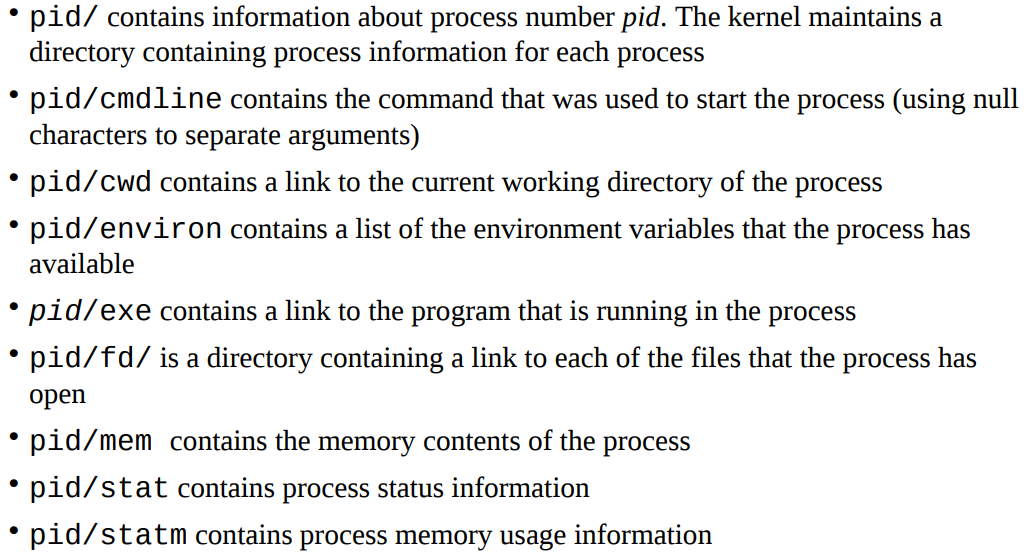 • pid/ contains information about process number pid. The kernel maintains a
directory containing process information for each process
• pid/cmdline contains the command that was used to start the process (using null
characters to separate arguments)
• pid/cwd contains a link to the current working directory of the process
• pid/environ contains a list of the environment variables that the process has
available
• pid/exe contains a link to the program that is running in the process
• pid/fd/ is a directory containing a link to each of the files that the process has
open
• pid/mem contains the memory contents of the process
• pid/stat contains process status information
• pid/statm contains process memory usage information